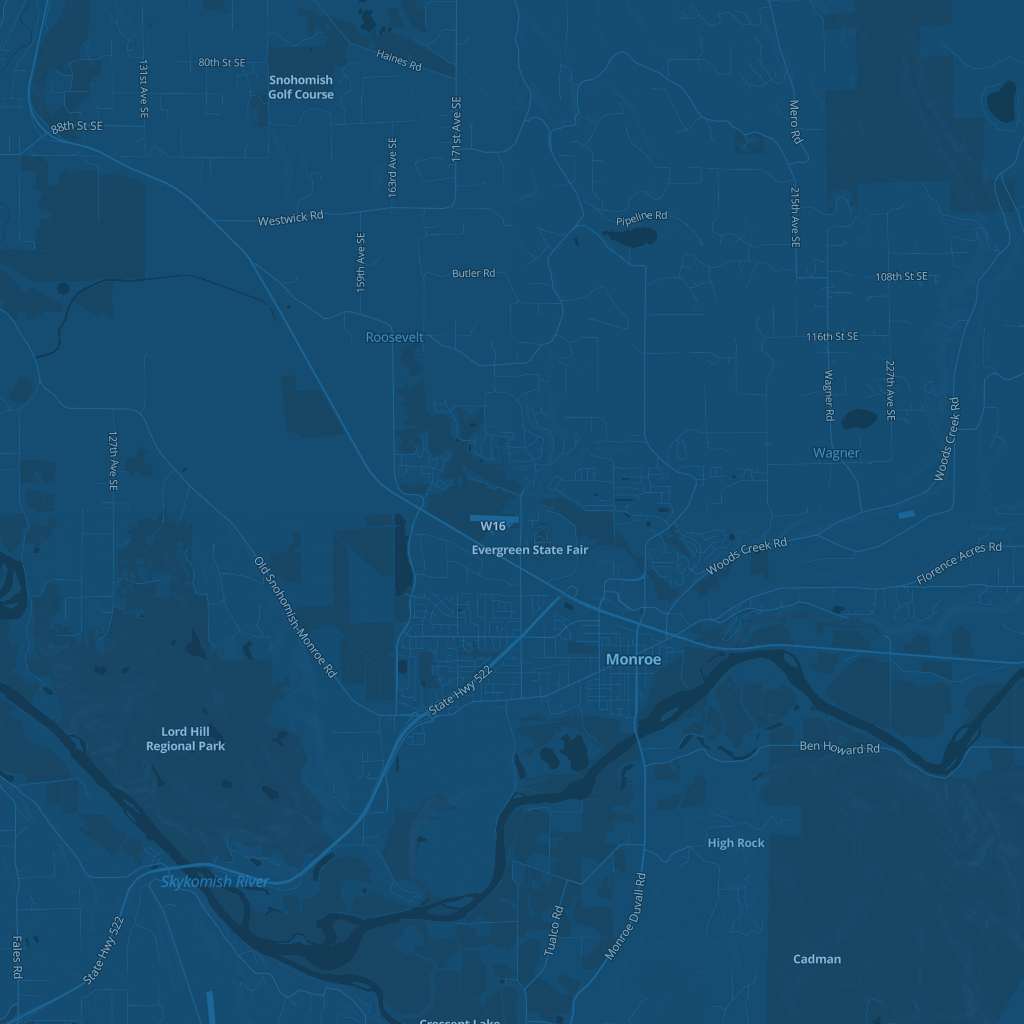 Haines Rd
80th St SE
131st Ave SE
Snohomish
Golf Course
88th St SE
171st Ave SE
Mero Rd
163rd Ave SE
Westwick Rd
Pipeline Rd
215th Ave SE
159th Ave SE
Butler Rd
108th St SE
Roosevelt
116th St SE
Wagner Rd
227th Ave SE
Woods Creek Rd
127th Ave SE
Wagner
W16
Evergreen State Fair
Woods Creek Rd
Florence Acres Rd
Old Snohomish-Monroe Rd
Monroe
State Hwy 522
Lord Hill
Regional Park
Ben Howard Rd
High Rock
Skykomish River
Monroe Duvall Rd
Tualco Rd
State Hwy 522
Fales Rd
Cadman
Crescent Lake